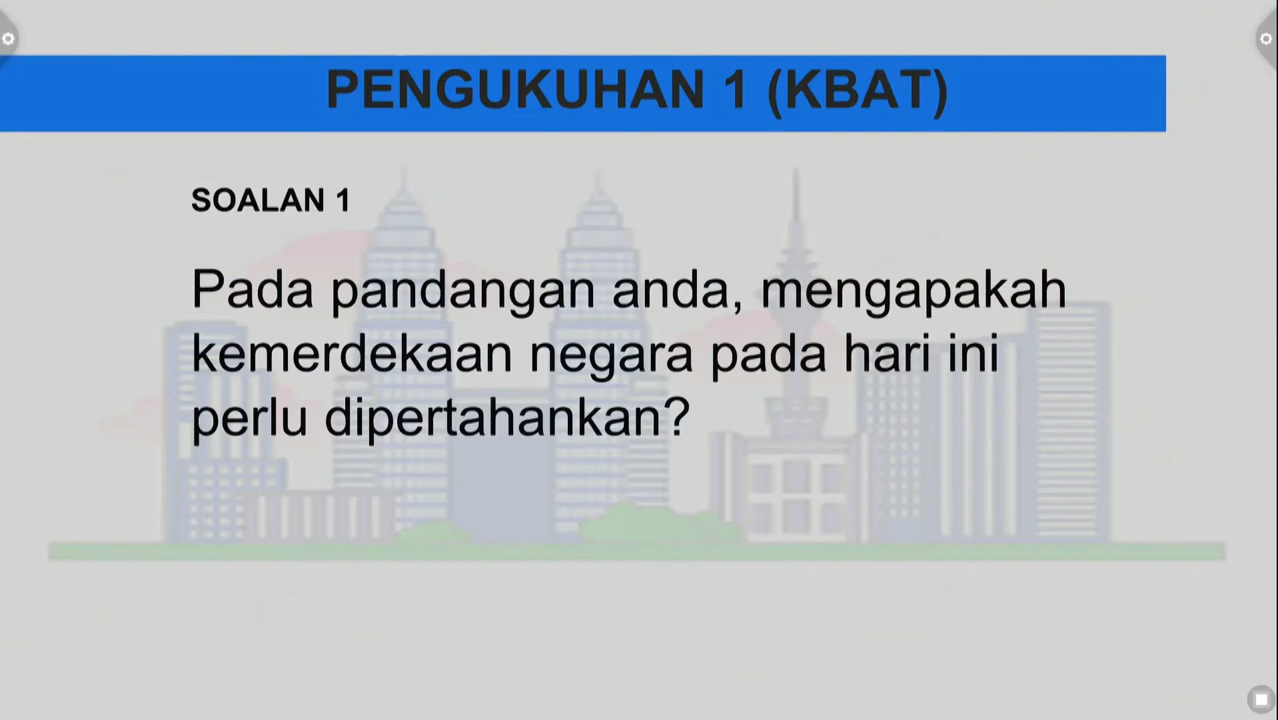 PENGUKUHAN 1 (KBAT)
SOALAN 1
Pada pandangan anda, mengapakah
kemerdekaan negara pada hari ini
perlu dipertahankan?